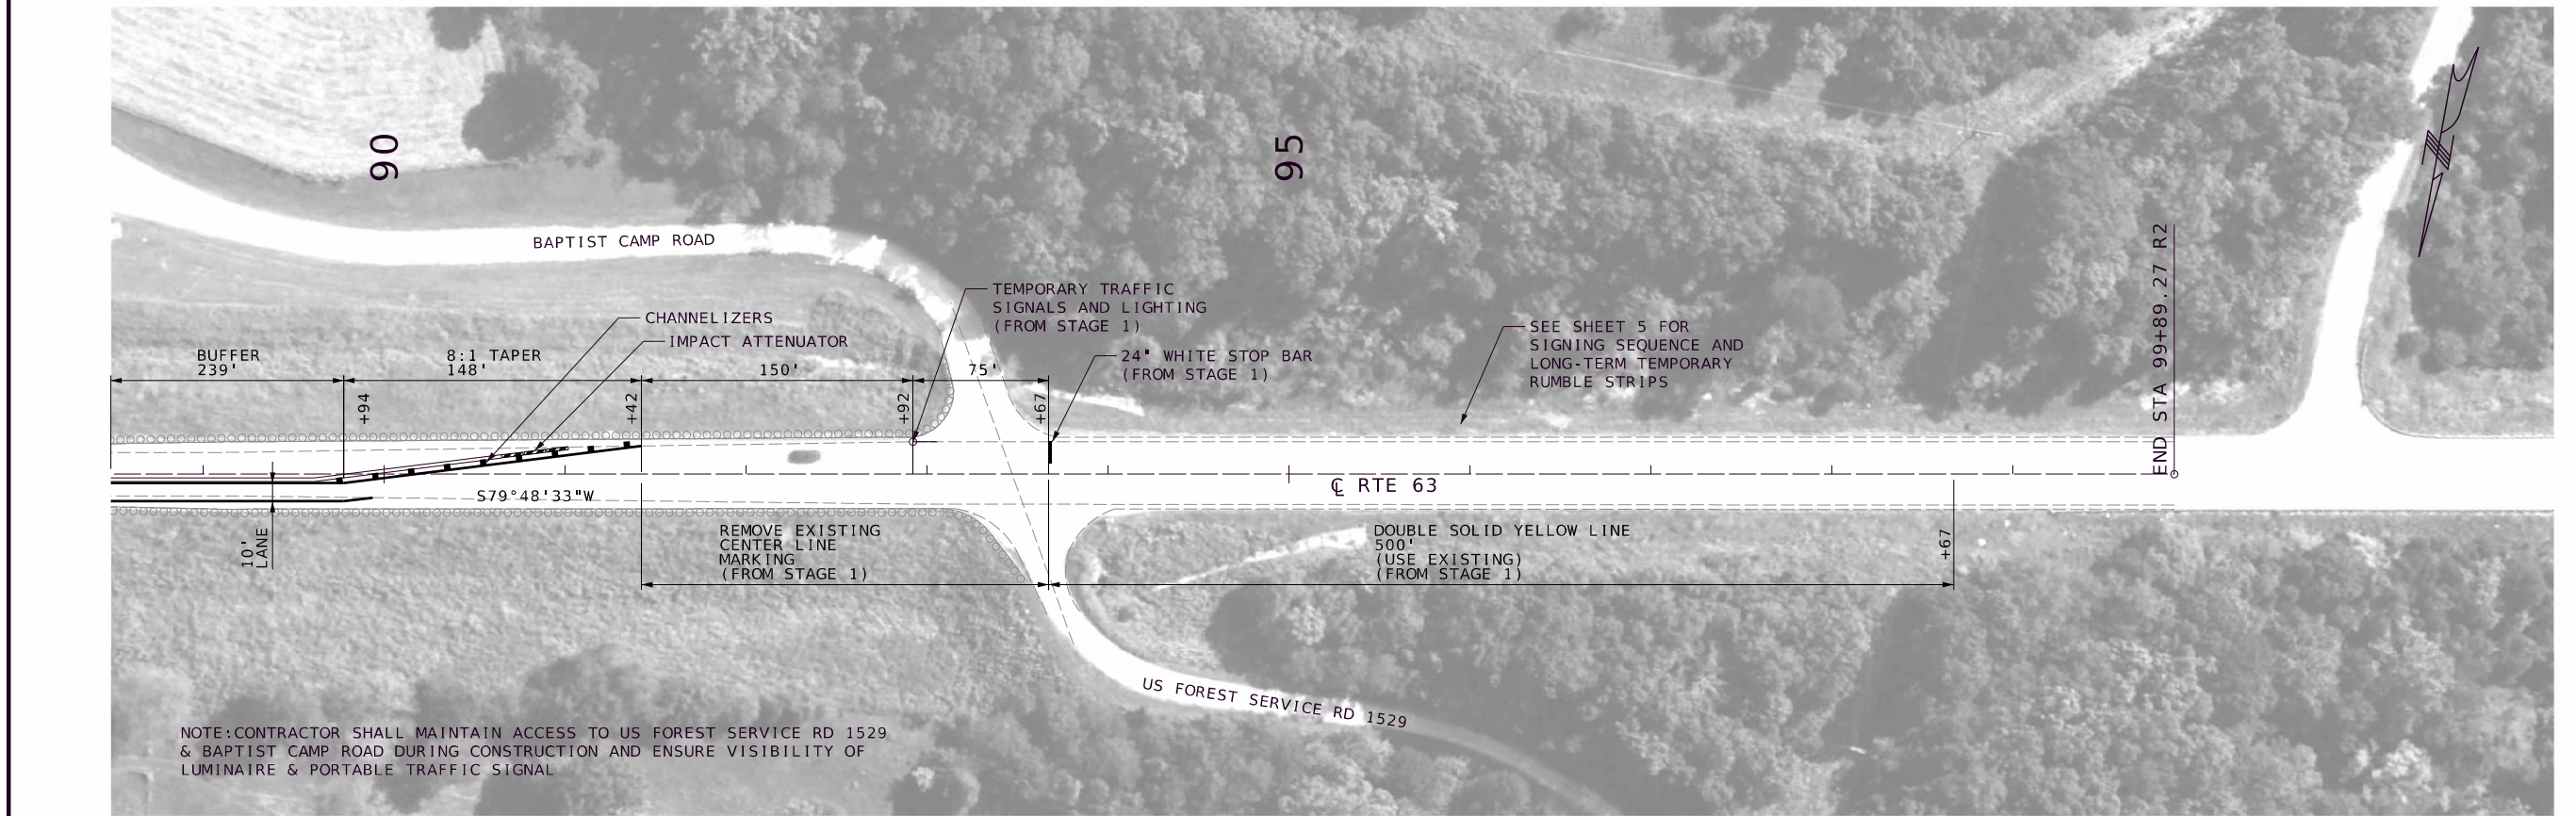 90
95
BAPTIST CAMP ROAD
TEMPORARY TRAFFIC
SIGNALS AND LIGHTING
(FROM STAGE 1)
CHANNELIZERS
IMPACT ATTENUATOR
24" WHITE STOP BAR
(FROM STAGE 1)
SEE SHEET 5 FOR
SIGNING SEQUENCE AND
LONG-TERM TEMPORARY
RUMBLE STRIPS
END STA 99+89.27 R2
BUFFER
239'
8:1 TAPER
148'
150'
75'
+94
+42
+92
+67
S79°48'33"W
℄ RTE 63
10'
LANE
REMOVE EXISTING
CENTER LINE
MARKING
(FROM STAGE 1)
DOUBLE SOLID YELLOW LINE
500'
(USE EXISTING)
(FROM STAGE 1)
+67
US FOREST SERVICE RD 1529
NOTE:CONTRACTOR SHALL MAINTAIN ACCESS TO US FOREST SERVICE RD 1529
& BAPTIST CAMP ROAD DURING CONSTRUCTION AND ENSURE VISIBILITY OF
LUMINAIRE & PORTABLE TRAFFIC SIGNAL